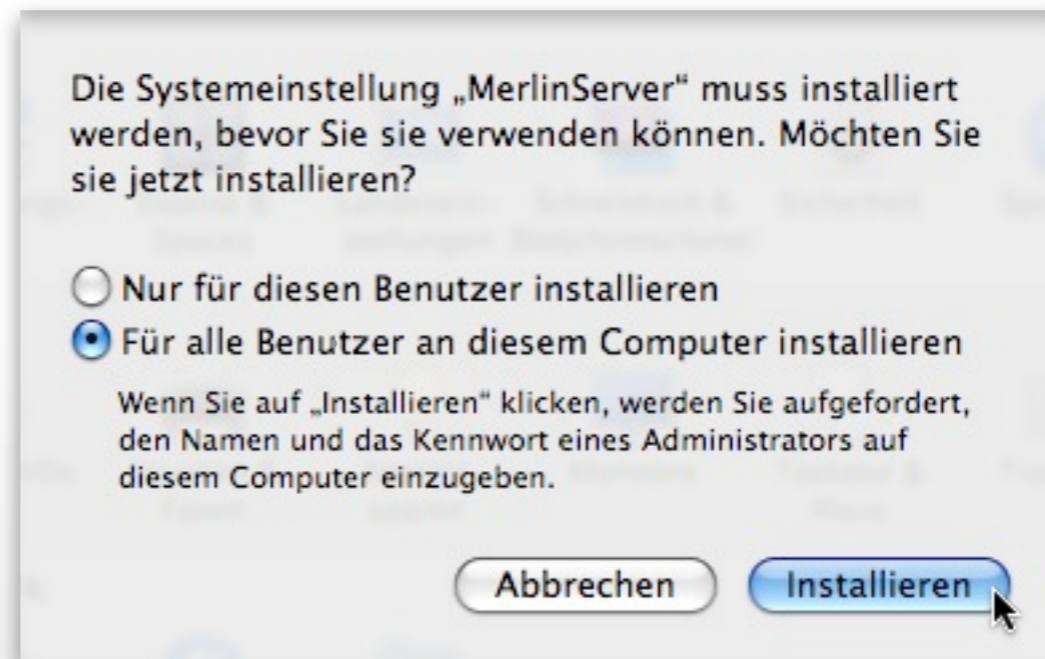 Die Systemeinstellung „MerlinServer“ muss installiert
werden, bevor Sie sie verwenden können. Möchten Sie
sie jetzt installieren?
Nur für diesen Benutzer installieren
Für alle Benutzer an diesem Computer installieren
Wenn Sie auf „Installieren“ klicken, werden Sie aufgefordert,
den Namen und das Kennwort eines Administrators auf
diesem Computer einzugeben.
Abbrechen
Installieren